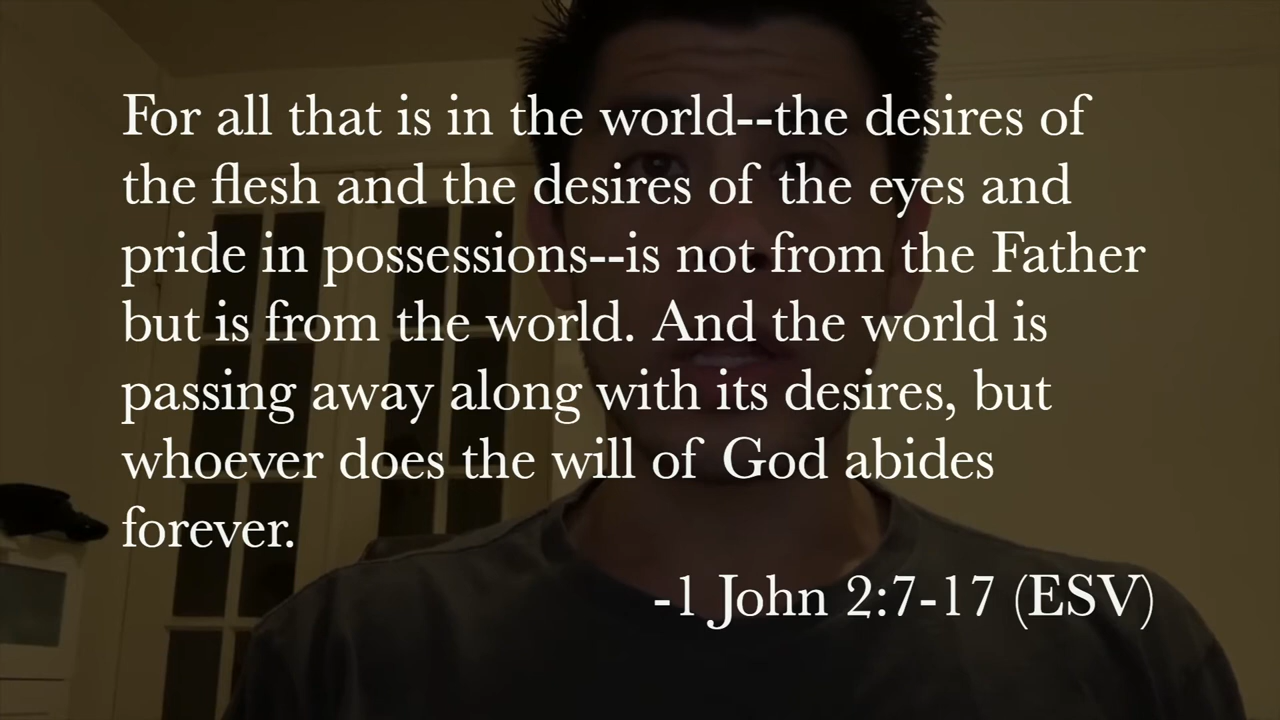 For all that is in the world--the desires of
the flesh and the desires of the eyes and
pride in possessions--is not from the Father
but is from the world. And the world is
passing away along with its desires, but
whoever does the will of God abides
forever.
-1 John 2:7-17 (ESV)